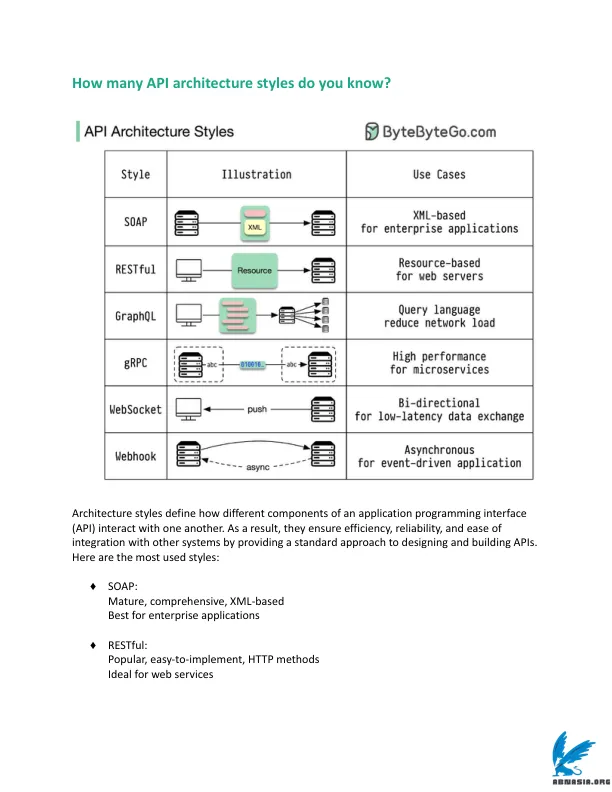 How many API architecture styles do you know?
API Architecture Styles
ByteByteGo.com
Style
Illustration
Use Cases
SOAP
XML
XML-based
for enterprise applications
RESTful
Resource
Resource-based
for web servers
GraphQL
Query language
reduce network load
gRPC
abc
010010..
abc
High performance
for microservices
WebSocket
push
Bi-directional
for low-latency data exchange
Webhook
async
Asynchronous
for event-driven application
Architecture styles define how different components of an application programming interface
(API) interact with one another. As a result, they ensure efficiency, reliability, and ease of
integration with other systems by providing a standard approach to designing and building APIs.
Here are the most used styles:
♦ SOAP:
Mature, comprehensive, XML-based
Best for enterprise applications
♦ RESTful:
Popular, easy-to-implement, HTTP methods
Ideal for web services
ABNASIA.ORG